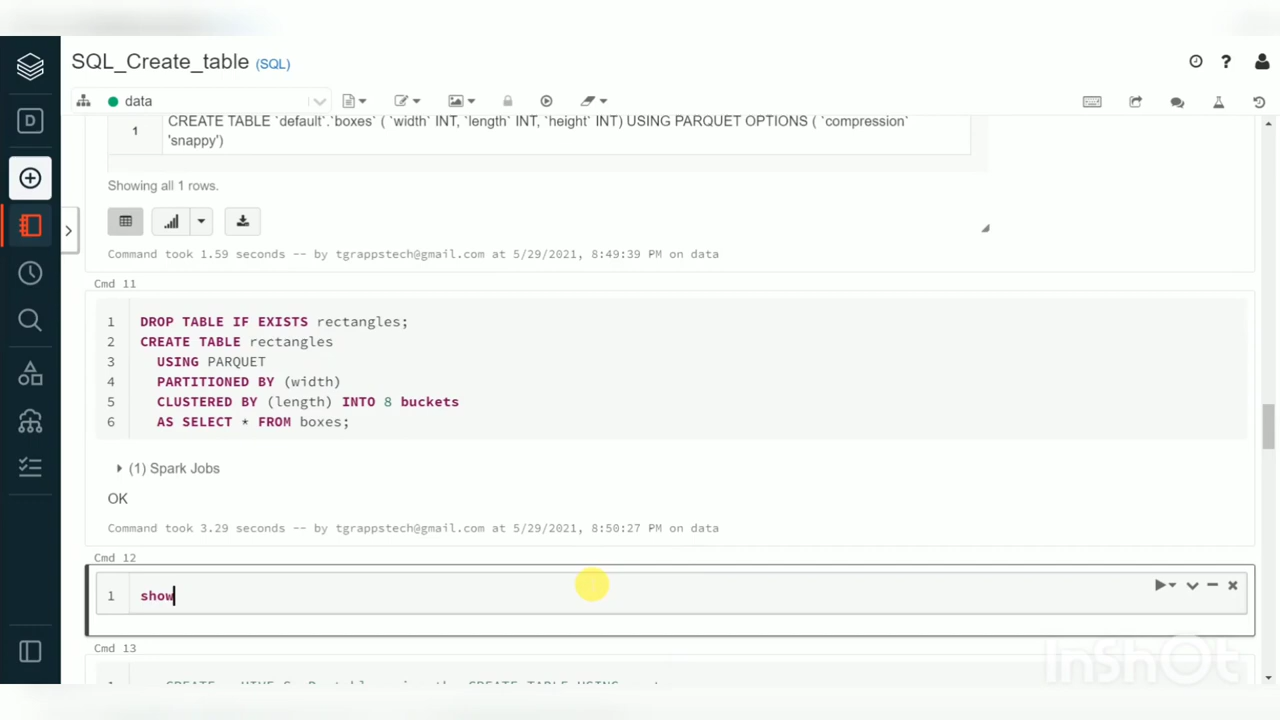 SQL_Create_table (SQL)
D
data
1
CREATE TABLE `default`.`boxes` ( `width` INT, `length` INT, `height` INT) USING PARQUET OPTIONS ( `compression`
'snappy')
Showing all 1 rows.
Command took 1.59 seconds -- by tgrappstech@gmail.com at 5/29/2021, 8:49:39 PM on data
Cmd 11
1 DROP TABLE IF EXISTS rectangles;
2 CREATE TABLE rectangles
3 USING PARQUET
4 PARTITIONED BY (width)
5 CLUSTERED BY (length) INTO 8 buckets
6 AS SELECT * FROM boxes;
(1) Spark Jobs
OK
Command took 3.29 seconds -- by tgrappstech@gmail.com at 5/29/2021, 8:50:27 PM on data
Cmd 12
1 show
Cmd 13
InShOt